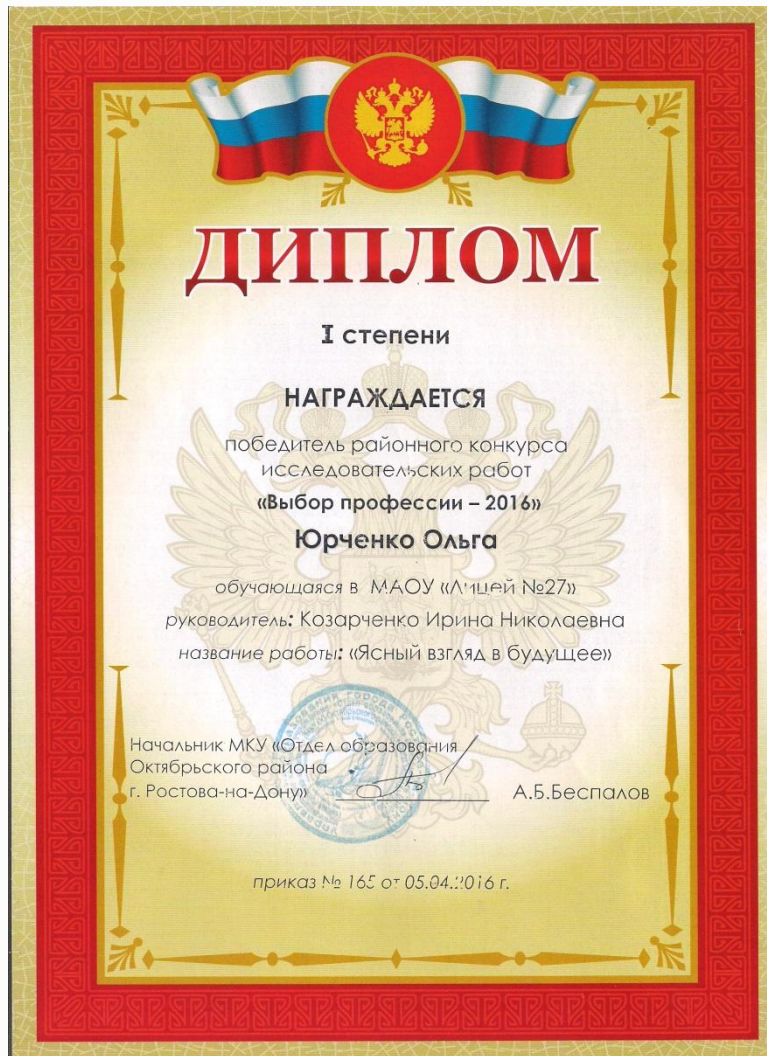 ДИПЛОМ
I степени
НАГРАЖДАЕТСЯ
победитель районного конкурса
исследовательских работ
«Выбор профессии – 2016»
Юрченко Ольга
обучающаяся в МАОУ «Лицей №27»
руководитель: Козарченко Ирина Николаевна
название работы: «Ясный взгляд в будущее»
Начальник МКУ «Отдел образования
Октябрьского района
г. Ростова-на-Дону» А.Б.Беспалов
приказ № 165 от 05.04.2016 г.